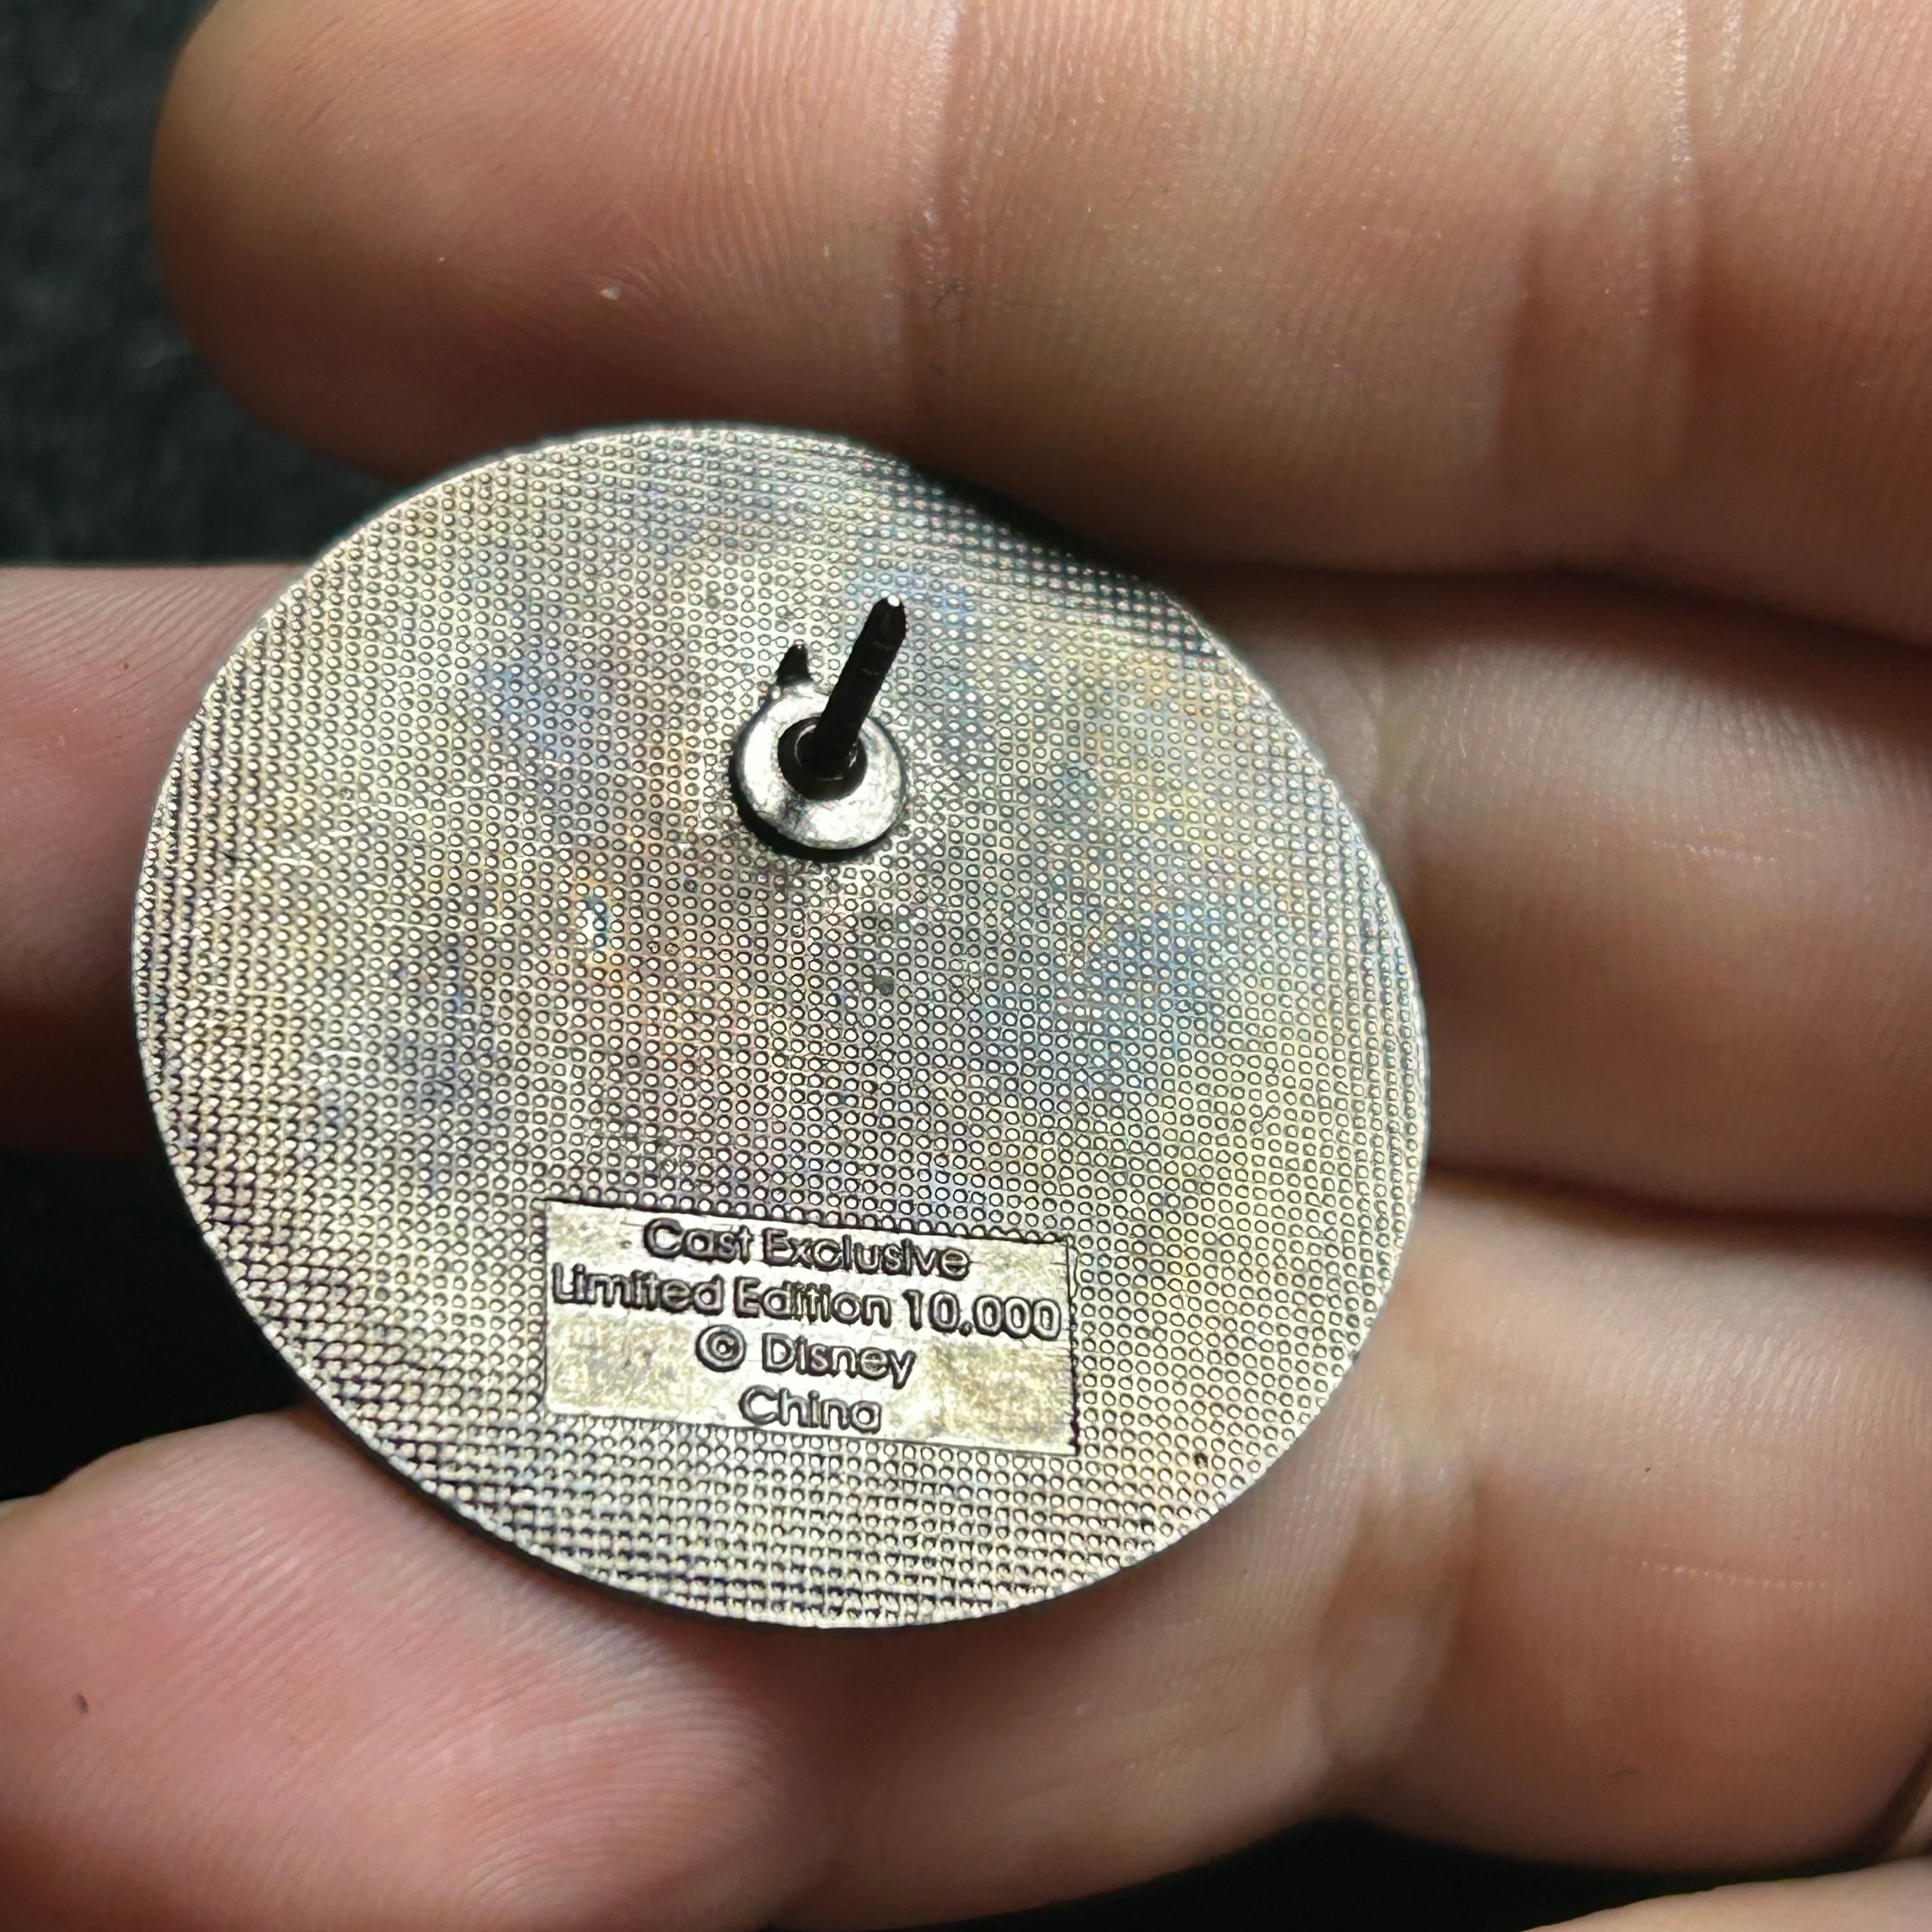 Cast Exclusive
Limited Edition 10.000
© Disney
China